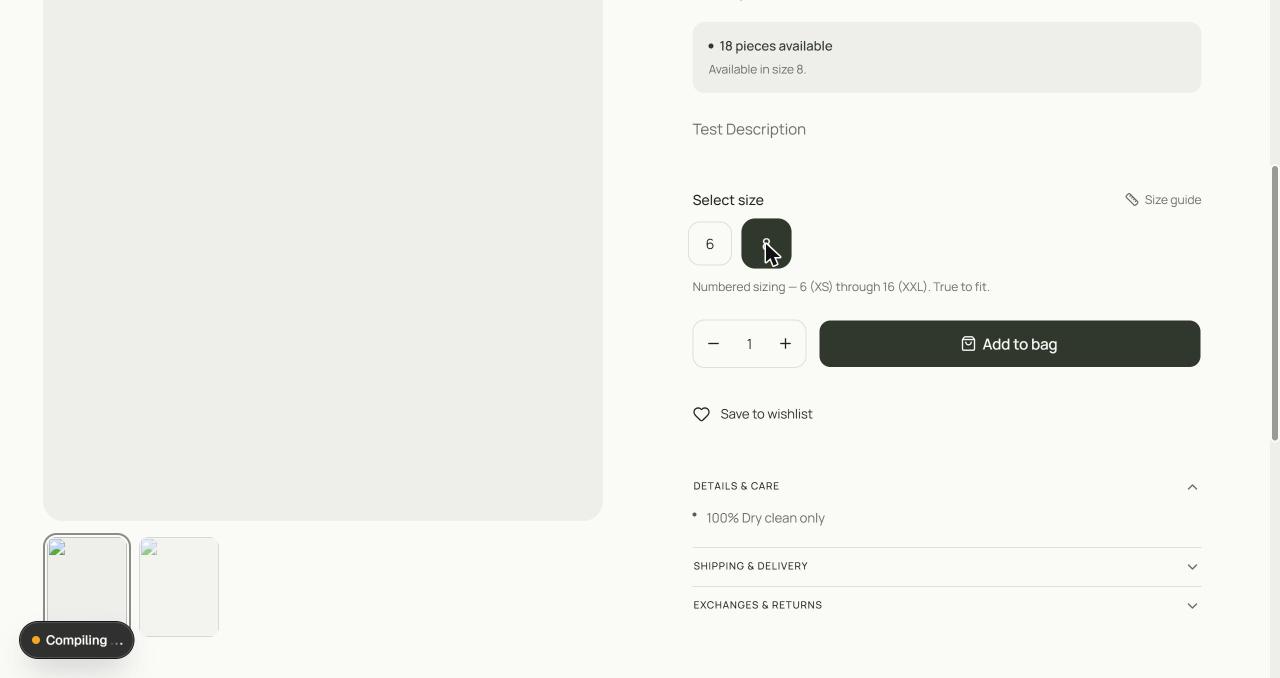 18 pieces available
Available in size 8.
Test Description
Select size
Size guide
6
8
Numbered sizing — 6 (XS) through 16 (XXL). True to fit.
1
Add to bag
Save to wishlist
DETAILS & CARE
100% Dry clean only
SHIPPING & DELIVERY
EXCHANGES & RETURNS
Compiling ...